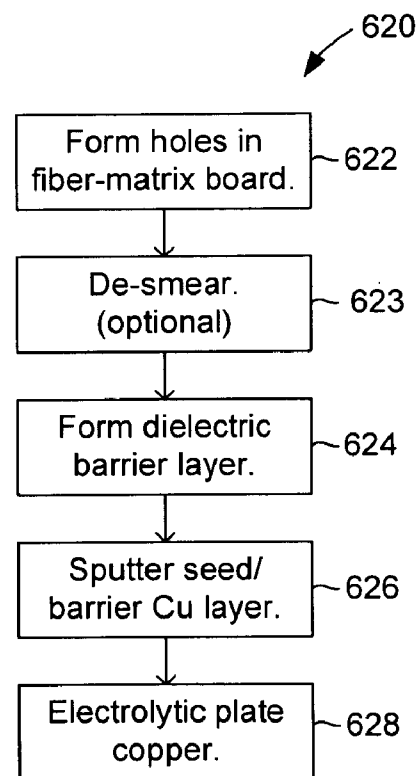 620
Form holes in
fiber-matrix board.
622
De-smear.
(optional)
623
Form dielectric
barrier layer.
624
Sputter seed/
barrier Cu layer.
626
Electrolytic plate
copper.
628